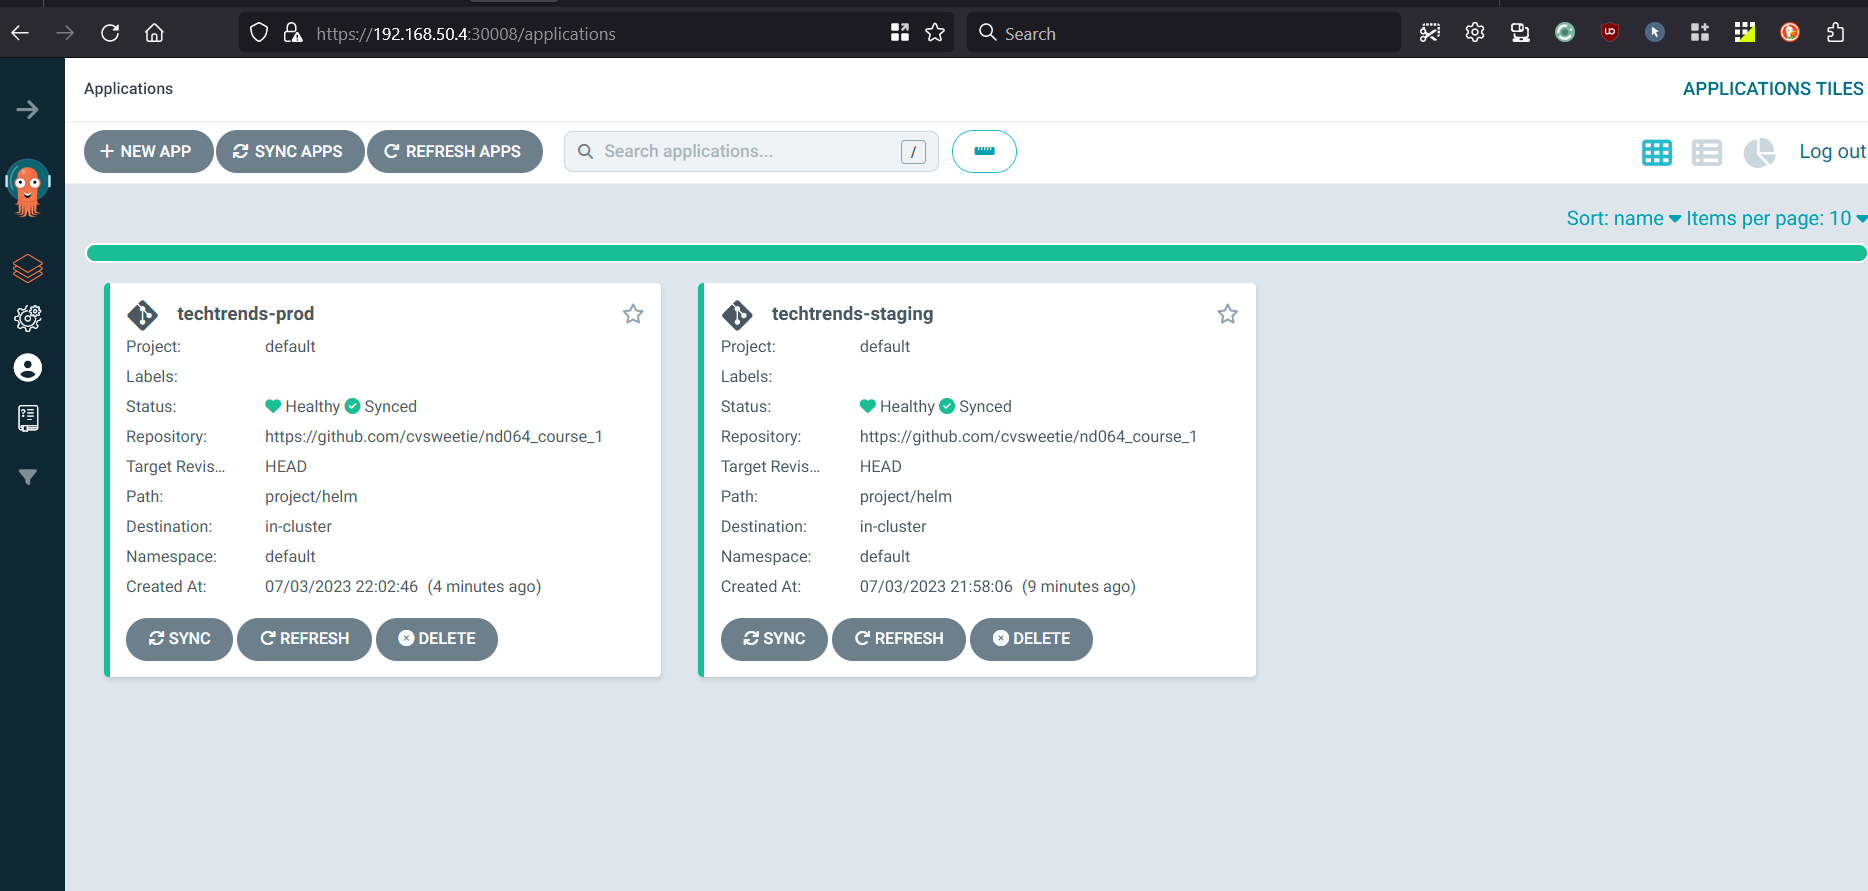 https://192.168.50.4:30008/applications
Search
Applications
APPLICATIONS TILES
+ NEW APP SYNC APPS REFRESH APPS Search applications... / Log out
Sort: name Items per page: 10
techtrends-prod
Project: default
Labels:
Status: Healthy Synced
Repository: https://github.com/cvsweetie/nd064_course_1
Target Revis... HEAD
Path: project/helm
Destination: in-cluster
Namespace: default
Created At: 07/03/2023 22:02:46 (4 minutes ago)
SYNC REFRESH DELETE
techtrends-staging
Project: default
Labels:
Status: Healthy Synced
Repository: https://github.com/cvsweetie/nd064_course_1
Target Revis... HEAD
Path: project/helm
Destination: in-cluster
Namespace: default
Created At: 07/03/2023 21:58:06 (9 minutes ago)
SYNC REFRESH DELETE